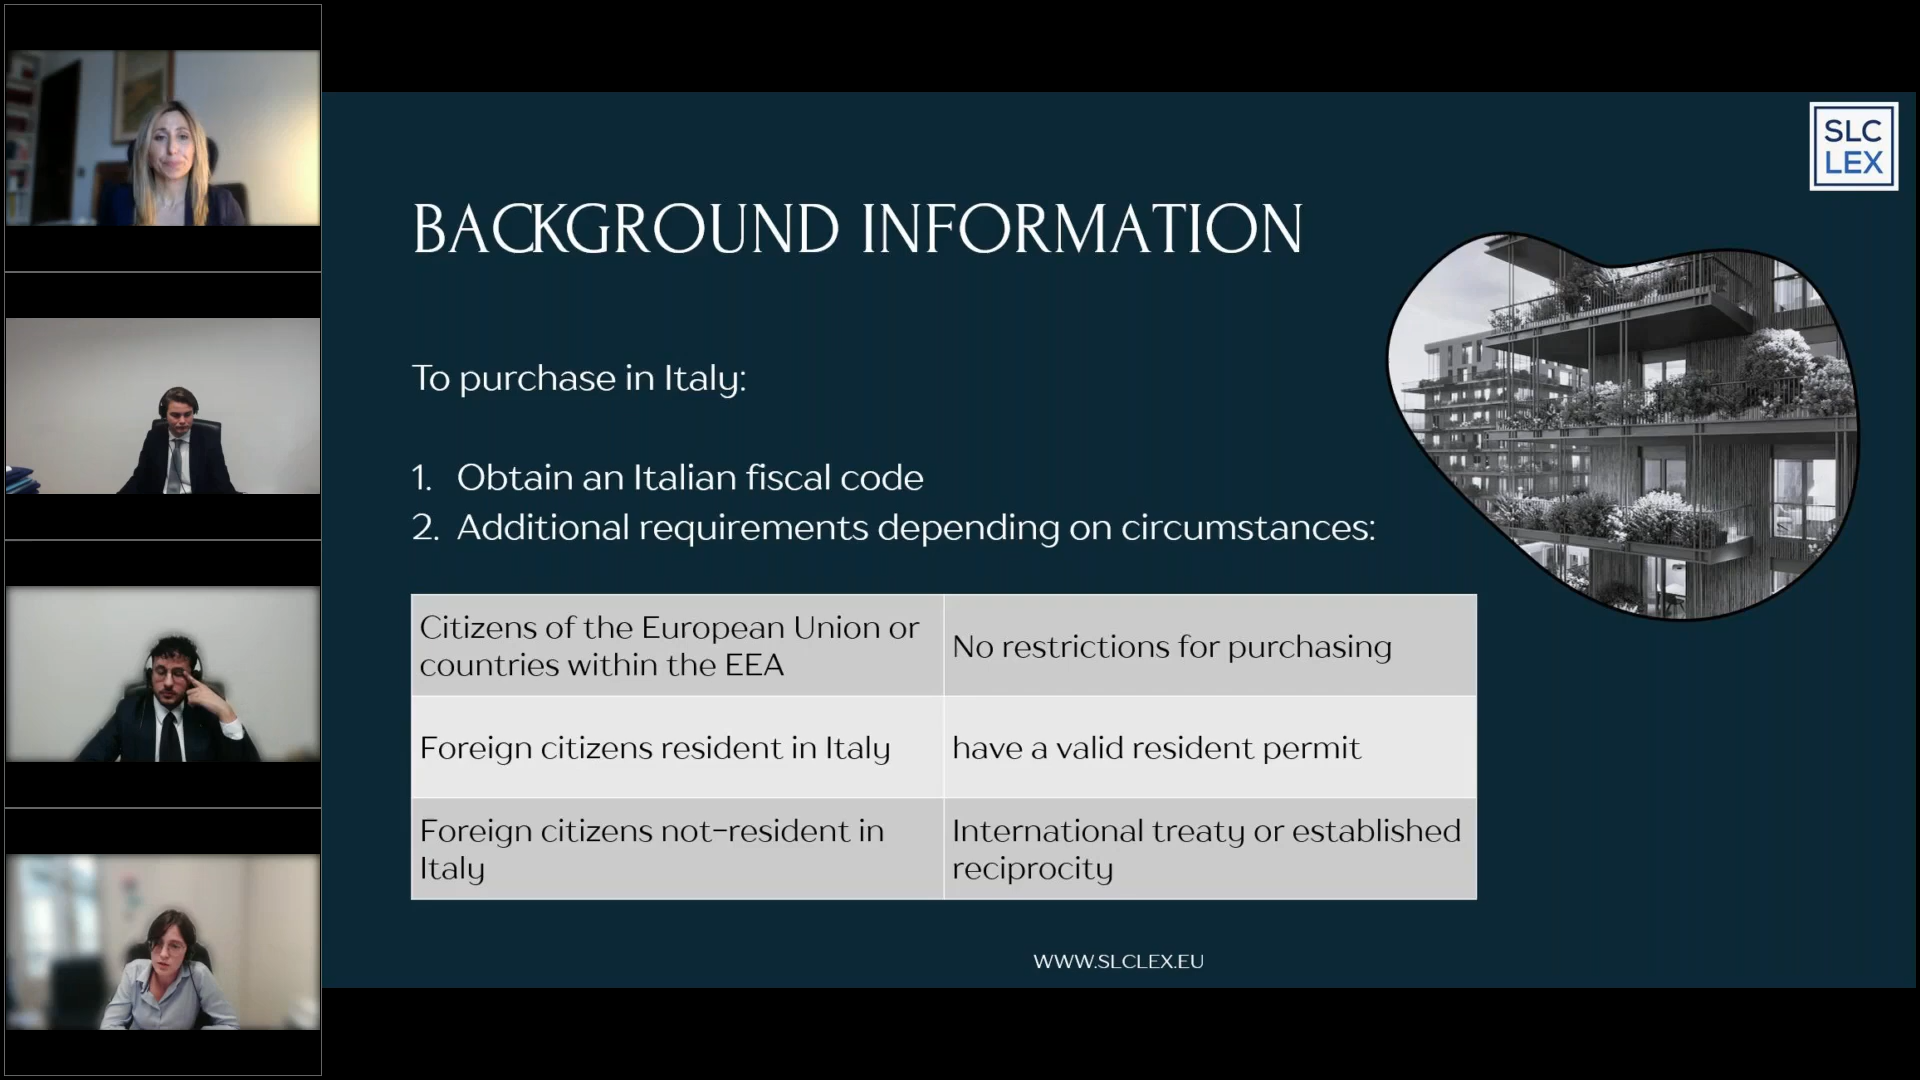 SLC
LEX
BACKGROUND INFORMATION
To purchase in Italy:
1. Obtain an Italian fiscal code
2. Additional requirements depending on circumstances:
Citizens of the European Union or
countries within the EEA
No restrictions for purchasing
Foreign citizens resident in Italy
have a valid resident permit
Foreign citizens not-resident in
Italy
International treaty or established
reciprocity
WWW.SLCLEX.EU